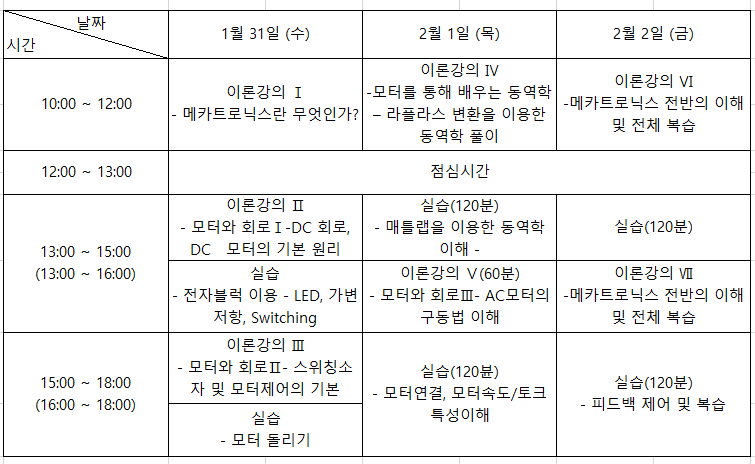 날짜
시간
1월 31일 (수)
2월 1일 (목)
2월 2일 (금)
10:00 ~ 12:00
이론강의 Ⅰ
- 메카트로닉스란 무엇인가?
이론강의 Ⅳ
-모터를 통해 배우는 동역학
– 라플라스 변환을 이용한
동역학 풀이
이론강의 Ⅵ
-메카트로닉스 전반의 이해
및 전체 복습
12:00 ~ 13:00
점심시간
13:00 ~ 15:00
(13:00 ~ 16:00)
이론강의 Ⅱ
- 모터와 회로Ⅰ-DC 회로,
DC 모터의 기본 원리
실습(120분)
- 매틀랩을 이용한 동역학
이해 -
실습(120분)
실습
- 전자블럭 이용 - LED, 가변
저항, Switching
이론강의 Ⅴ(60분)
- 모터와 회로Ⅲ- AC모터의
구동법 이해
이론강의 Ⅶ
-메카트로닉스 전반의 이해
및 전체 복습
15:00 ~ 18:00
(16:00 ~ 18:00)
이론강의 Ⅲ
- 모터와 회로Ⅱ- 스위칭소
자 및 모터제어의 기본
실습
- 모터 돌리기
실습(120분)
- 모터연결, 모터속도/토크
특성이해
실습(120분)
- 피드백 제어 및 복습